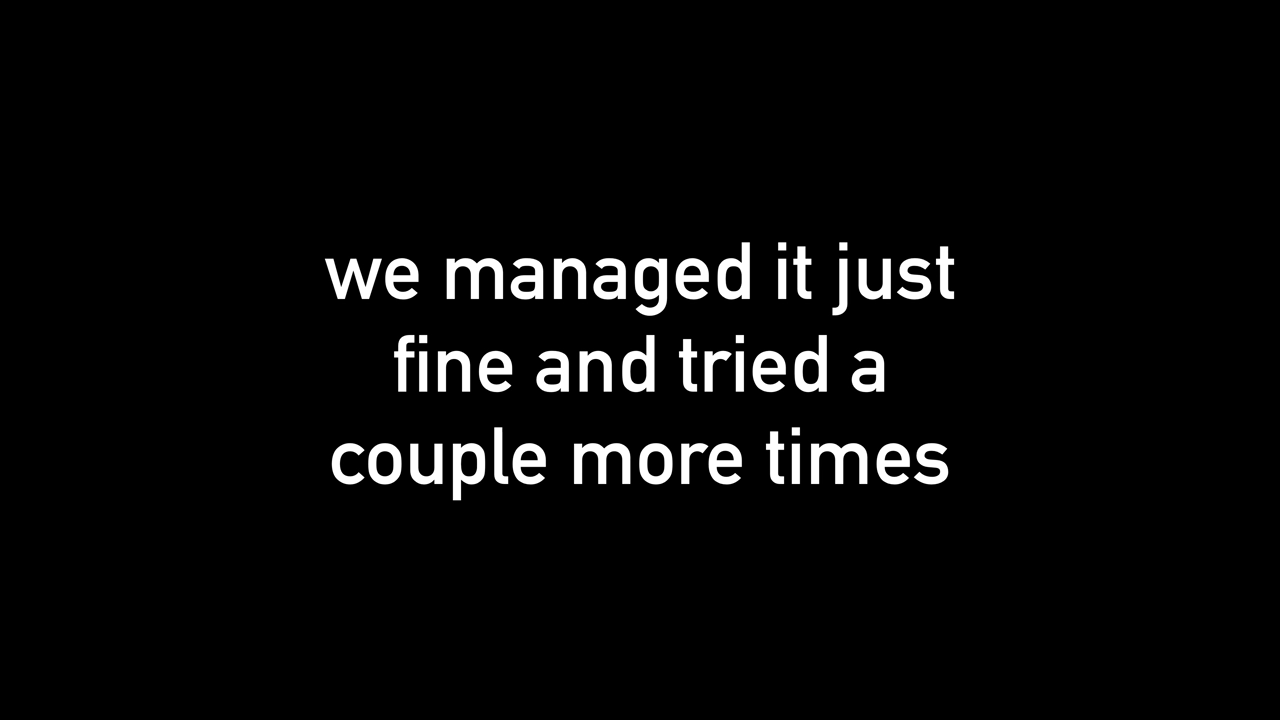 we managed it just
fine and tried a
couple more times